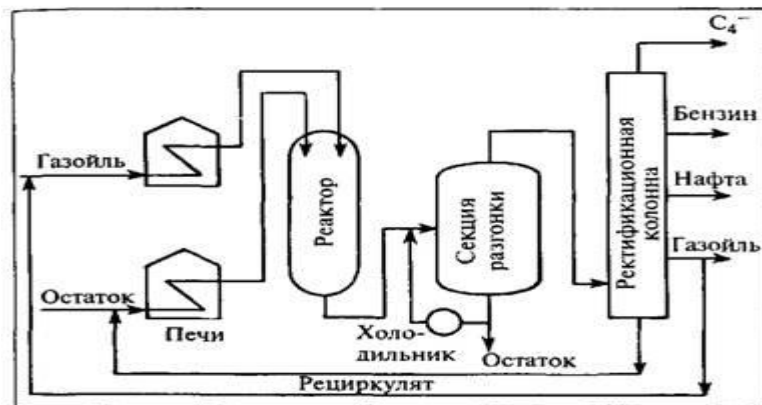 C₄⁻
Бензин
Нафта
Газойль
Ректификационная
колонна
Газойль
Реактор
Секция
разгонки
Остаток
Печи
Холо-
дильник
Остаток
Рециркулят